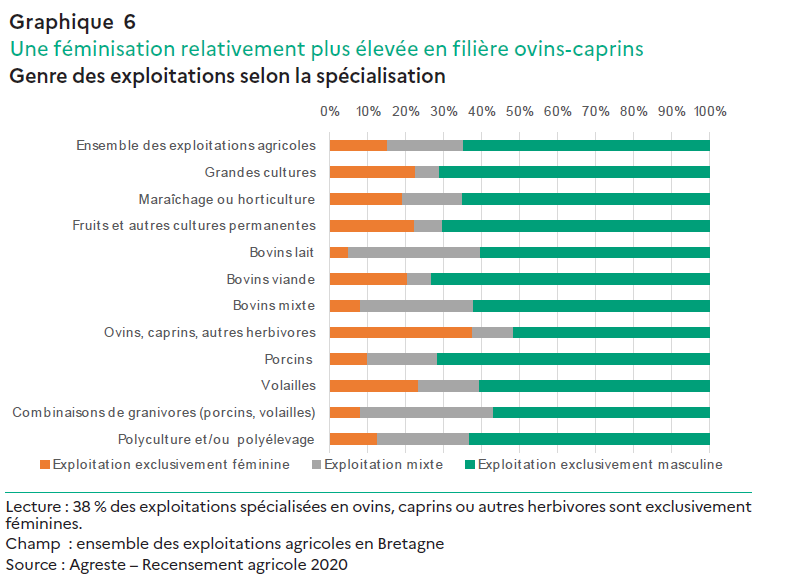 Graphique 6
Une féminisation relativement plus élevée en filière ovins-caprins
Genre des exploitations selon la spécialisation
0% 10% 20% 30% 40% 50% 60% 70% 80% 90% 100%
Ensemble des exploitations agricoles
Grandes cultures
Maraîchage ou horticulture
Fruits et autres cultures permanentes
Bovins lait
Bovins viande
Bovins mixte
Ovins, caprins, autres herbivores
Porcins
Volailles
Combinaisons de granivores (porcins, volailles)
Polyculture et/ou polyélevage
Exploitation exclusivement féminine Exploitation mixte Exploitation exclusivement masculine
Lecture : 38 % des exploitations spécialisées en ovins, caprins ou autres herbivores sont exclusivement
féminines.
Champ : ensemble des exploitations agricoles en Bretagne
Source : Agreste – Recensement agricole 2020